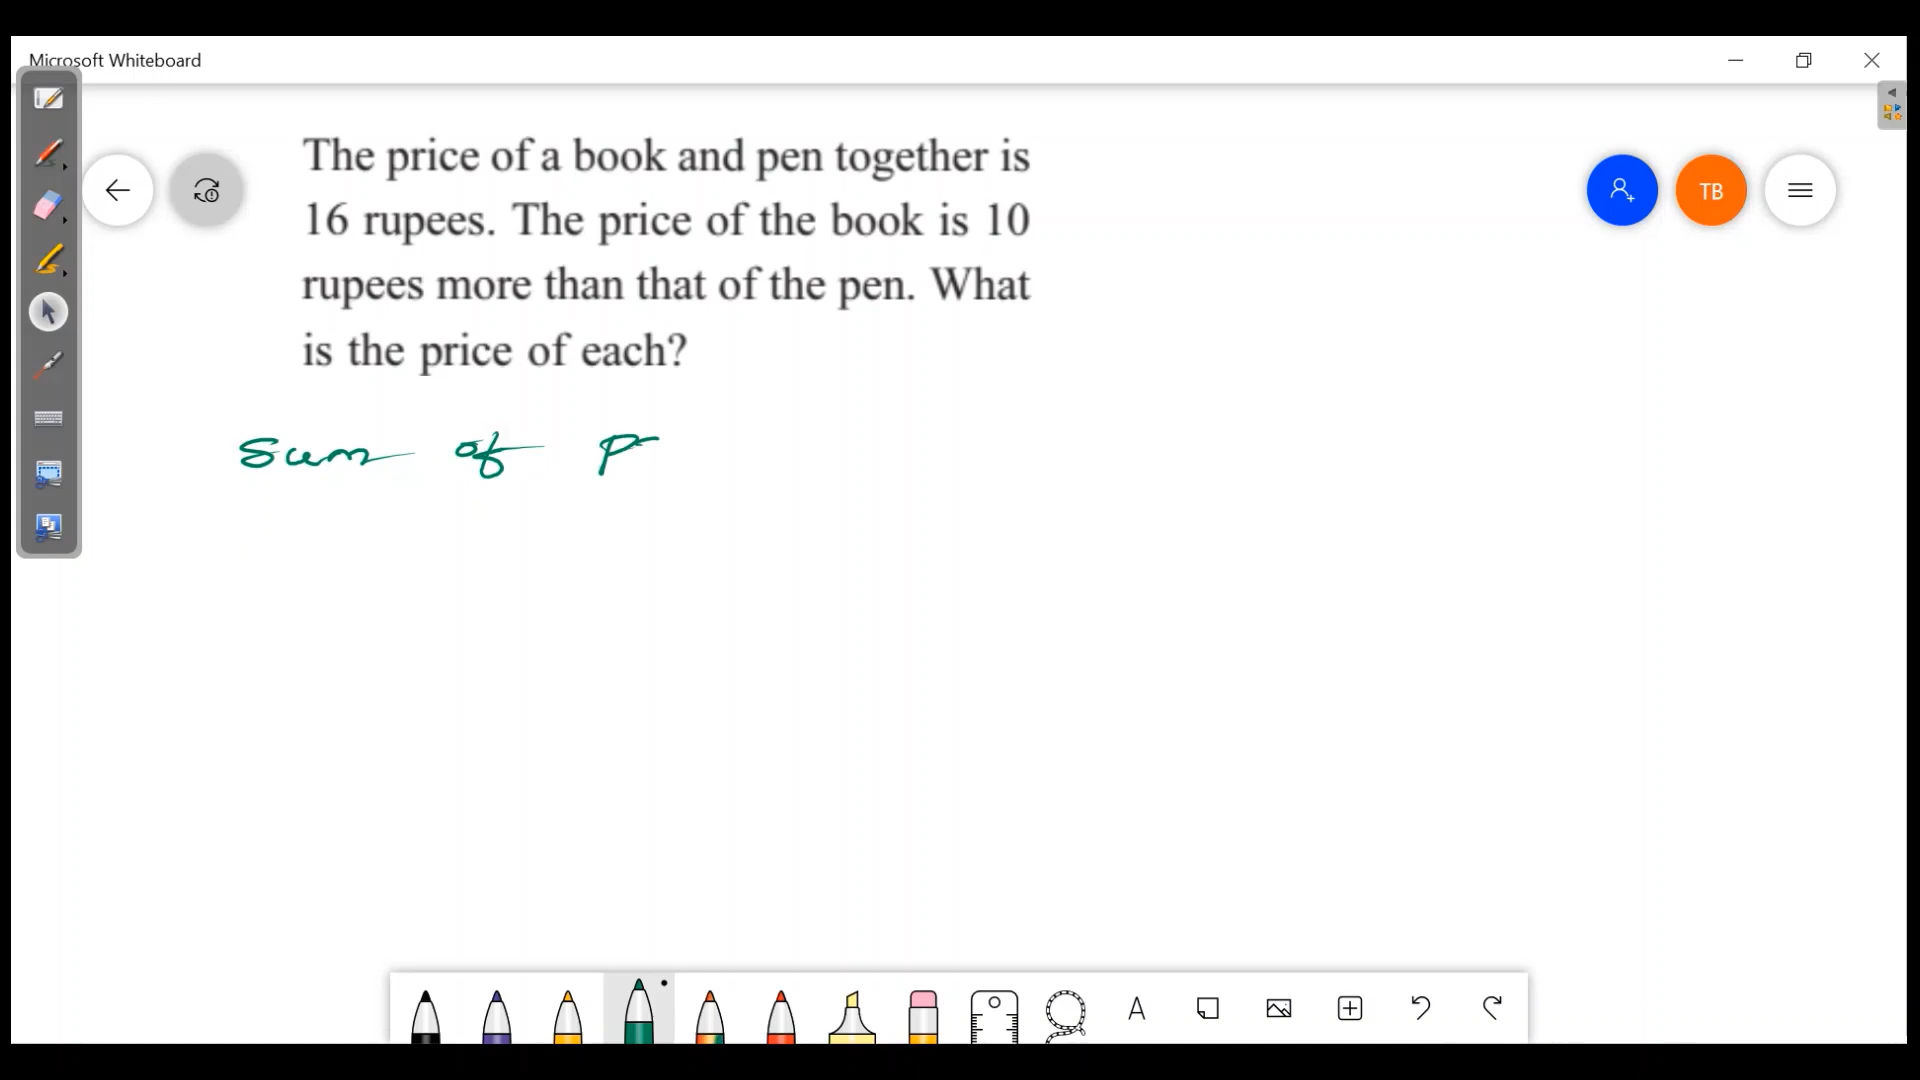 Microsoft Whiteboard
The price of a book and pen together is
16 rupees. The price of the book is 10
rupees more than that of the pen. What
is the price of each?
TB
Sum of Pr
A